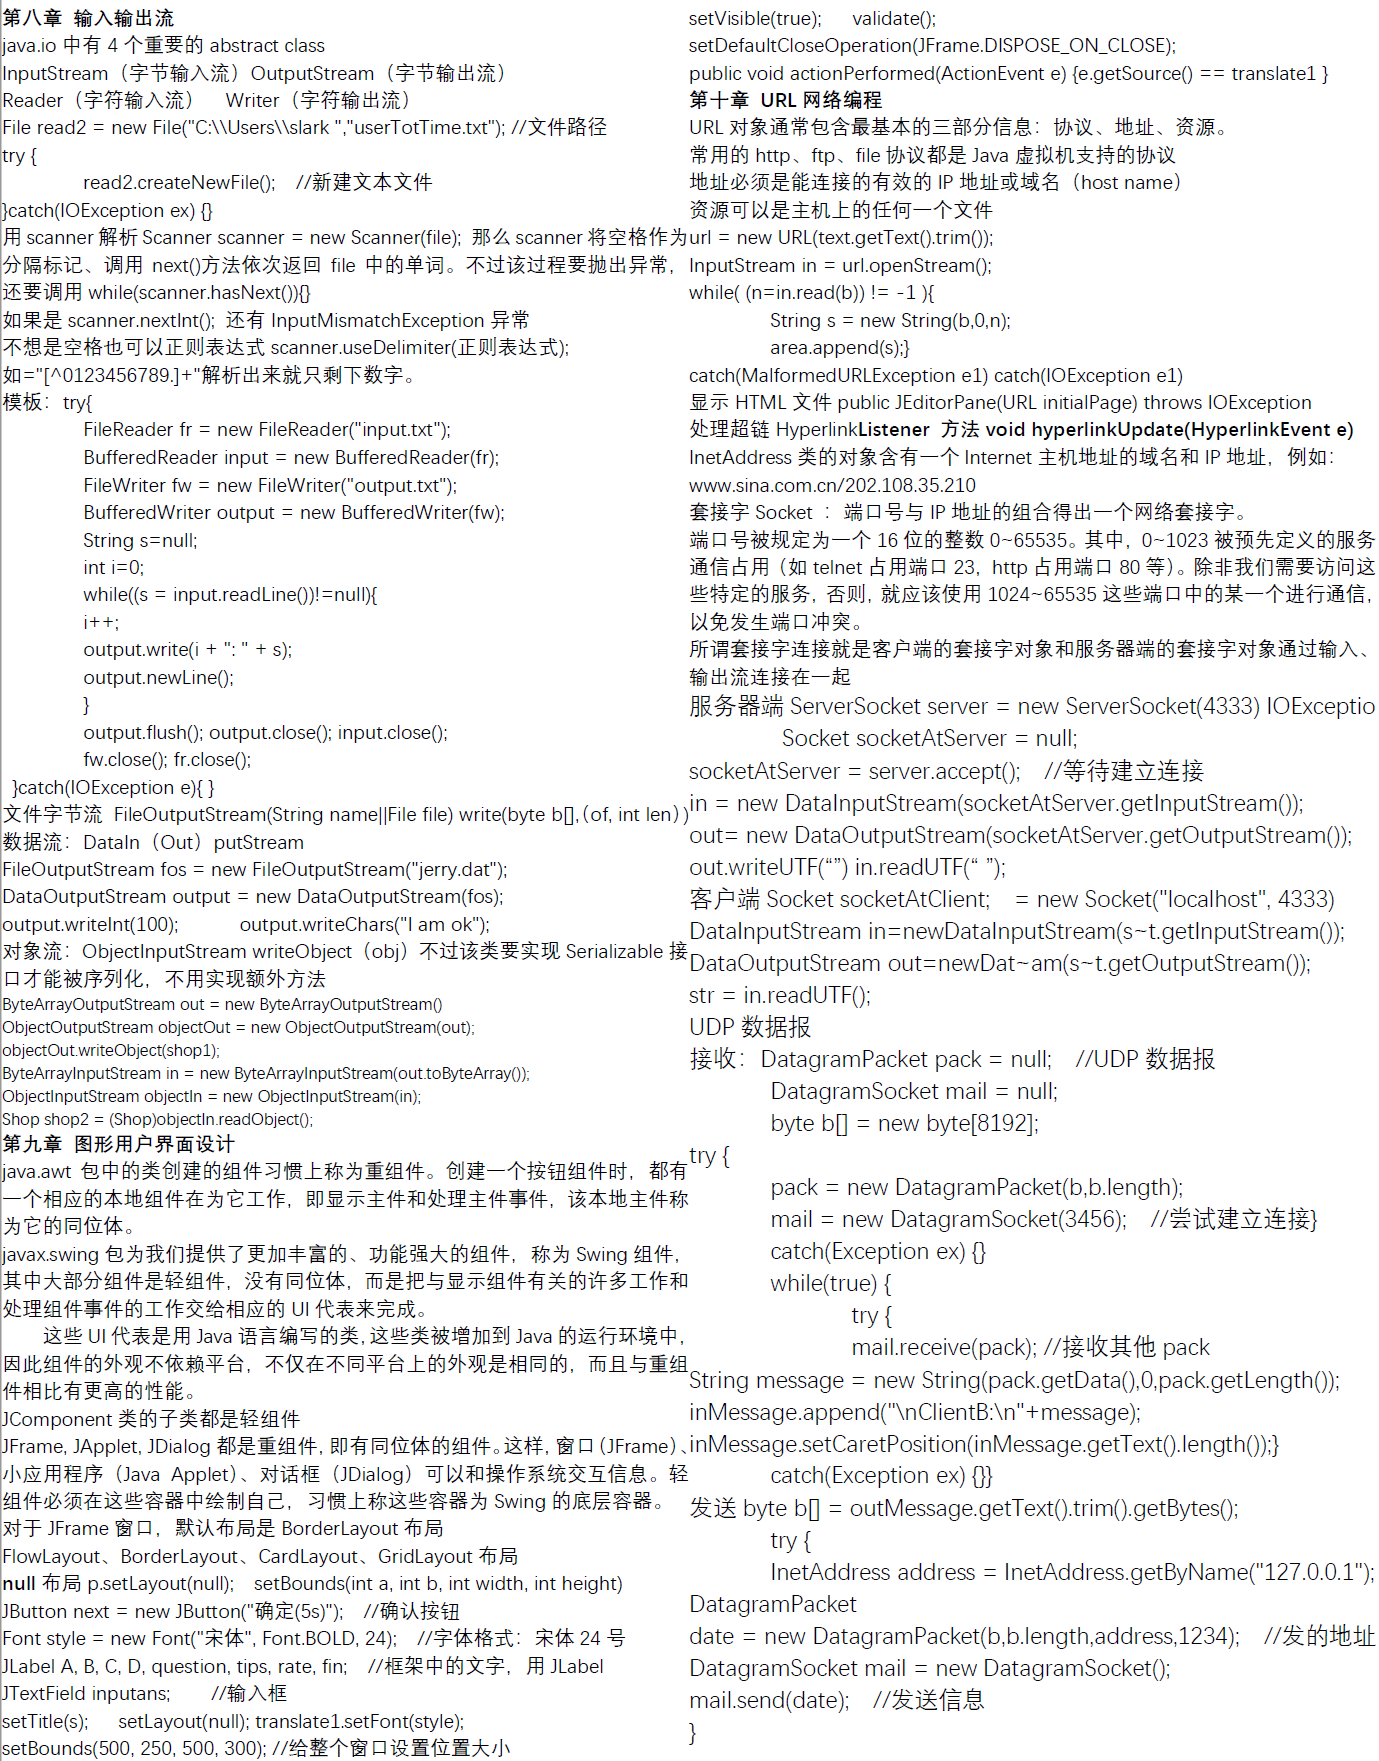 第八章 输入输出流
java.io 中有 4 个重要的 abstract class
InputStream（字节输入流）OutputStream（字节输出流）
Reader（字符输入流） Writer（字符输出流）
File read2 = new File("C:\\Users\\slark ","userTotTime.txt"); //文件路径
try {
read2.createNewFile(); //新建文本文件
}catch(IOException ex) {}
用 scanner 解析 Scanner scanner = new Scanner(file); 那么 scanner 将空格作为
分隔标记、调用 next()方法依次返回 file 中的单词。不过该过程要抛出异常，
还要调用 while(scanner.hasNext()){}
如果是 scanner.nextInt(); 还有 InputMismatchException 异常
不想是空格也可以正则表达式 scanner.useDelimiter(正则表达式);
如="[^0123456789.]+"解析出来就只剩下数字。
模板：try{
FileReader fr = new FileReader("input.txt");
BufferedReader input = new BufferedReader(fr);
FileWriter fw = new FileWriter("output.txt");
BufferedWriter output = new BufferedWriter(fw);
String s=null;
int i=0;
while((s = input.readLine())!=null){
i++;
output.write(i + ": " + s);
output.newLine();
}
output.flush(); output.close(); input.close();
fw.close(); fr.close();
}catch(IOException e){ }
文件字节流 FileOutputStream(String name||File file) write(byte b[],（of, int len）)
数据流：DataIn（Out）putStream
FileOutputStream fos = new FileOutputStream("jerry.dat");
DataOutputStream output = new DataOutputStream(fos);
output.writeInt(100); output.writeChars("I am ok");
对象流：ObjectInputStream writeObject（obj）不过该类要实现 Serializable 接
口才能被序列化，不用实现额外方法
ByteArrayOutputStream out = new ByteArrayOutputStream()
ObjectOutputStream objectOut = new ObjectOutputStream(out);
objectOut.writeObject(shop1);
ByteArrayInputStream in = new ByteArrayInputStream(out.toByteArray());
ObjectInputStream objectIn = new ObjectInputStream(in);
Shop shop2 = (Shop)objectIn.readObject();
第九章 图形用户界面设计
java.awt 包中的类创建的组件习惯上称为重组件。创建一个按钮组件时，都有
一个相应的本地组件在为它工作，即显示主件和处理主件事件，该本地主件称
为它的同位体。
javax.swing 包为我们提供了更加丰富的、功能强大的组件，称为 Swing 组件，
其中大部分组件是轻组件，没有同位体，而是把与显示组件有关的许多工作和
处理组件事件的工作交给相应的 UI 代表来完成。
这些 UI 代表是用 Java 语言编写的类，这些类被增加到 Java 的运行环境中，
因此组件的外观不依赖平台，不仅在不同平台上的外观是相同的，而且与重组
件相比有更高的性能。
JComponent 类的子类都是轻组件
JFrame, JApplet, JDialog 都是重组件，即有同位体的组件。这样，窗口（JFrame）、
小应用程序（Java Applet）、对话框（JDialog）可以和操作系统交互信息。轻
组件必须在这些容器中绘制自己，习惯上称这些容器为 Swing 的底层容器。
对于 JFrame 窗口，默认布局是 BorderLayout 布局
FlowLayout、BorderLayout、CardLayout、GridLayout 布局
null 布局 p.setLayout(null); setBounds(int a, int b, int width, int height)
JButton next = new JButton("确定(5s)"); //确认按钮
Font style = new Font("宋体", Font.BOLD, 24); //字体格式：宋体 24 号
JLabel A, B, C, D, question, tips, rate, fin; //框架中的文字，用 JLabel
JTextField inputans; //输入框
setTitle(s); setLayout(null); translate1.setFont(style);
setBounds(500, 250, 500, 300); //给整个窗口设置位置大小
setVisible(true); validate();
setDefaultCloseOperation(JFrame.DISPOSE_ON_CLOSE);
public void actionPerformed(ActionEvent e) {e.getSource() == translate1 }
第十章 URL 网络编程
URL 对象通常包含最基本的三部分信息：协议、地址、资源。
常用的 http、ftp、file 协议都是 Java 虚拟机支持的协议
地址必须是能连接的有效的 IP 地址或域名（host name）
资源可以是主机上的任何一个文件
url = new URL(text.getText().trim());
InputStream in = url.openStream();
while( (n=in.read(b)) != -1 ){
String s = new String(b,0,n);
area.append(s);}
catch(MalformedURLException e1) catch(IOException e1)
显示 HTML 文件 public JEditorPane(URL initialPage) throws IOException
处理超链 HyperlinkListener 方法 void hyperlinkUpdate(HyperlinkEvent e)
InetAddress 类的对象含有一个 Internet 主机地址的域名和 IP 地址，例如：
www.sina.com.cn/202.108.35.210
套接字 Socket ：端口号与 IP 地址的组合得出一个网络套接字。
端口号被规定为一个 16 位的整数 0~65535。其中，0~1023 被预先定义的服务
通信占用（如 telnet 占用端口 23，http 占用端口 80 等）。除非我们需要访问这
些特定的服务，否则，就应该使用 1024~65535 这些端口中的某一个进行通信，
以免发生端口冲突。
所谓套接字连接就是客户端的套接字对象和服务器端的套接字对象通过输入、
输出流连接在一起
服务器端 ServerSocket server = new ServerSocket(4333) IOExceptio
Socket socketAtServer = null;
socketAtServer = server.accept(); //等待建立连接
in = new DataInputStream(socketAtServer.getInputStream());
out= new DataOutputStream(socketAtServer.getOutputStream());
out.writeUTF(“”) in.readUTF(“ ”);
客户端 Socket socketAtClient; = new Socket("localhost", 4333)
DataInputStream in=newDataInputStream(s~t.getInputStream());
DataOutputStream out=newDat~am(s~t.getOutputStream());
str = in.readUTF();
UDP 数据报
接收：DatagramPacket pack = null; //UDP 数据报
DatagramSocket mail = null;
byte b[] = new byte[8192];
try {
pack = new DatagramPacket(b,b.length);
mail = new DatagramSocket(3456); //尝试建立连接}
catch(Exception ex) {}
while(true) {
try {
mail.receive(pack); //接收其他 pack
String message = new String(pack.getData(),0,pack.getLength());
inMessage.append("\nClientB:\n"+message);
inMessage.setCaretPosition(inMessage.getText().length());}
catch(Exception ex) {}}
发送 byte b[] = outMessage.getText().trim().getBytes();
try {
InetAddress address = InetAddress.getByName("127.0.0.1");
DatagramPacket
date = new DatagramPacket(b,b.length,address,1234); //发的地址
DatagramSocket mail = new DatagramSocket();
mail.send(date); //发送信息
}